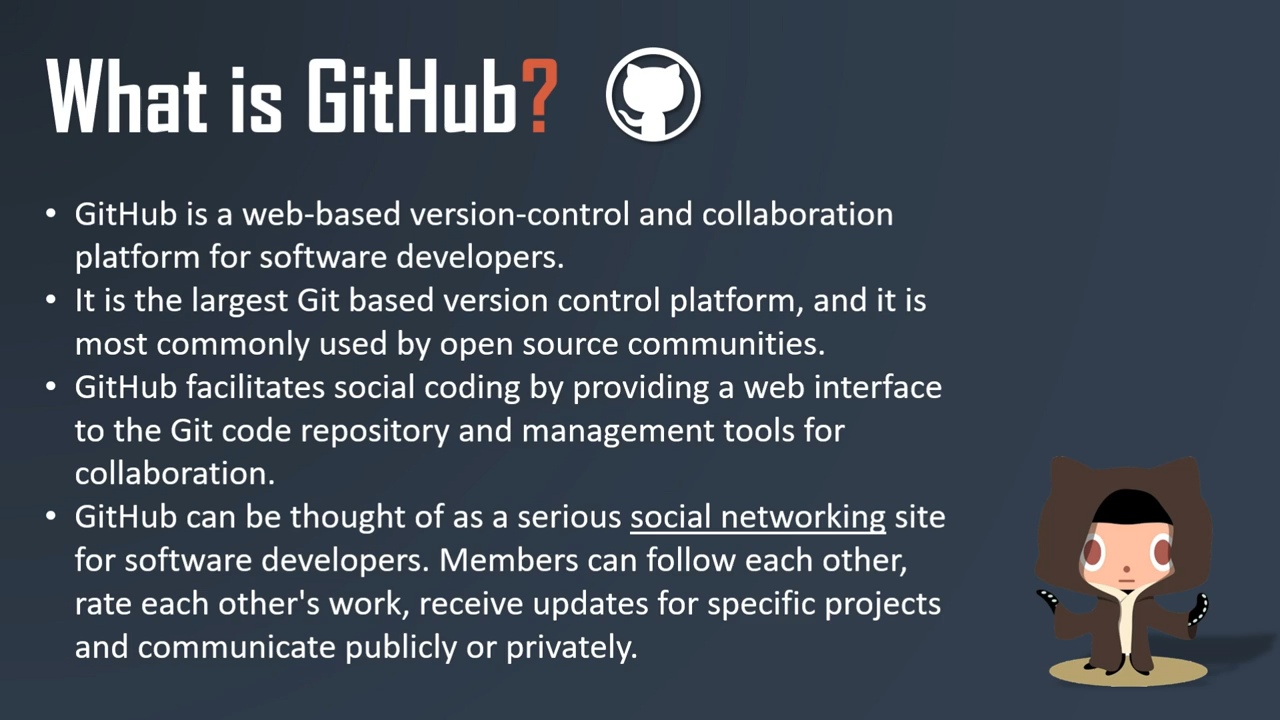 What is GitHub?
• GitHub is a web-based version-control and collaboration
platform for software developers.
• It is the largest Git based version control platform, and it is
most commonly used by open source communities.
• GitHub facilitates social coding by providing a web interface
to the Git code repository and management tools for
collaboration.
• GitHub can be thought of as a serious social networking site
for software developers. Members can follow each other,
rate each other's work, receive updates for specific projects
and communicate publicly or privately.